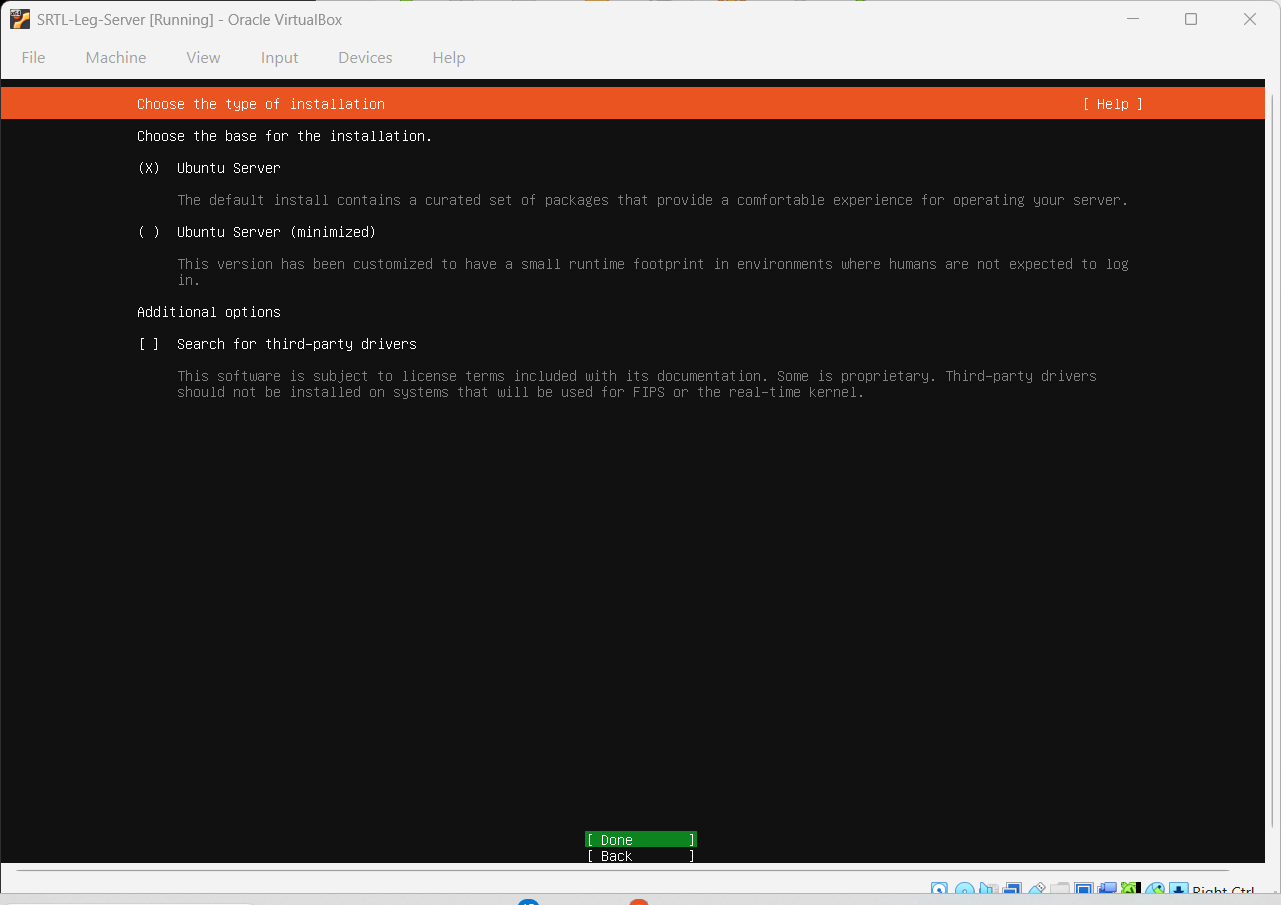 SRTL-Leg-Server [Running] - Oracle VirtualBox
File Machine View Input Devices Help
Choose the type of installation [ Help ]
Choose the base for the installation.
(X) Ubuntu Server
The default install contains a curated set of packages that provide a comfortable experience for operating your server.
( ) Ubuntu Server (minimized)
This version has been customized to have a small runtime footprint in environments where humans are not expected to log
in.
Additional options
[ ] Search for third-party drivers
This software is subject to license terms included with its documentation. Some is proprietary. Third-party drivers
should not be installed on systems that will be used for FIPS or the real-time kernel.
[ Done ]
[ Back ]
Right Ctrl